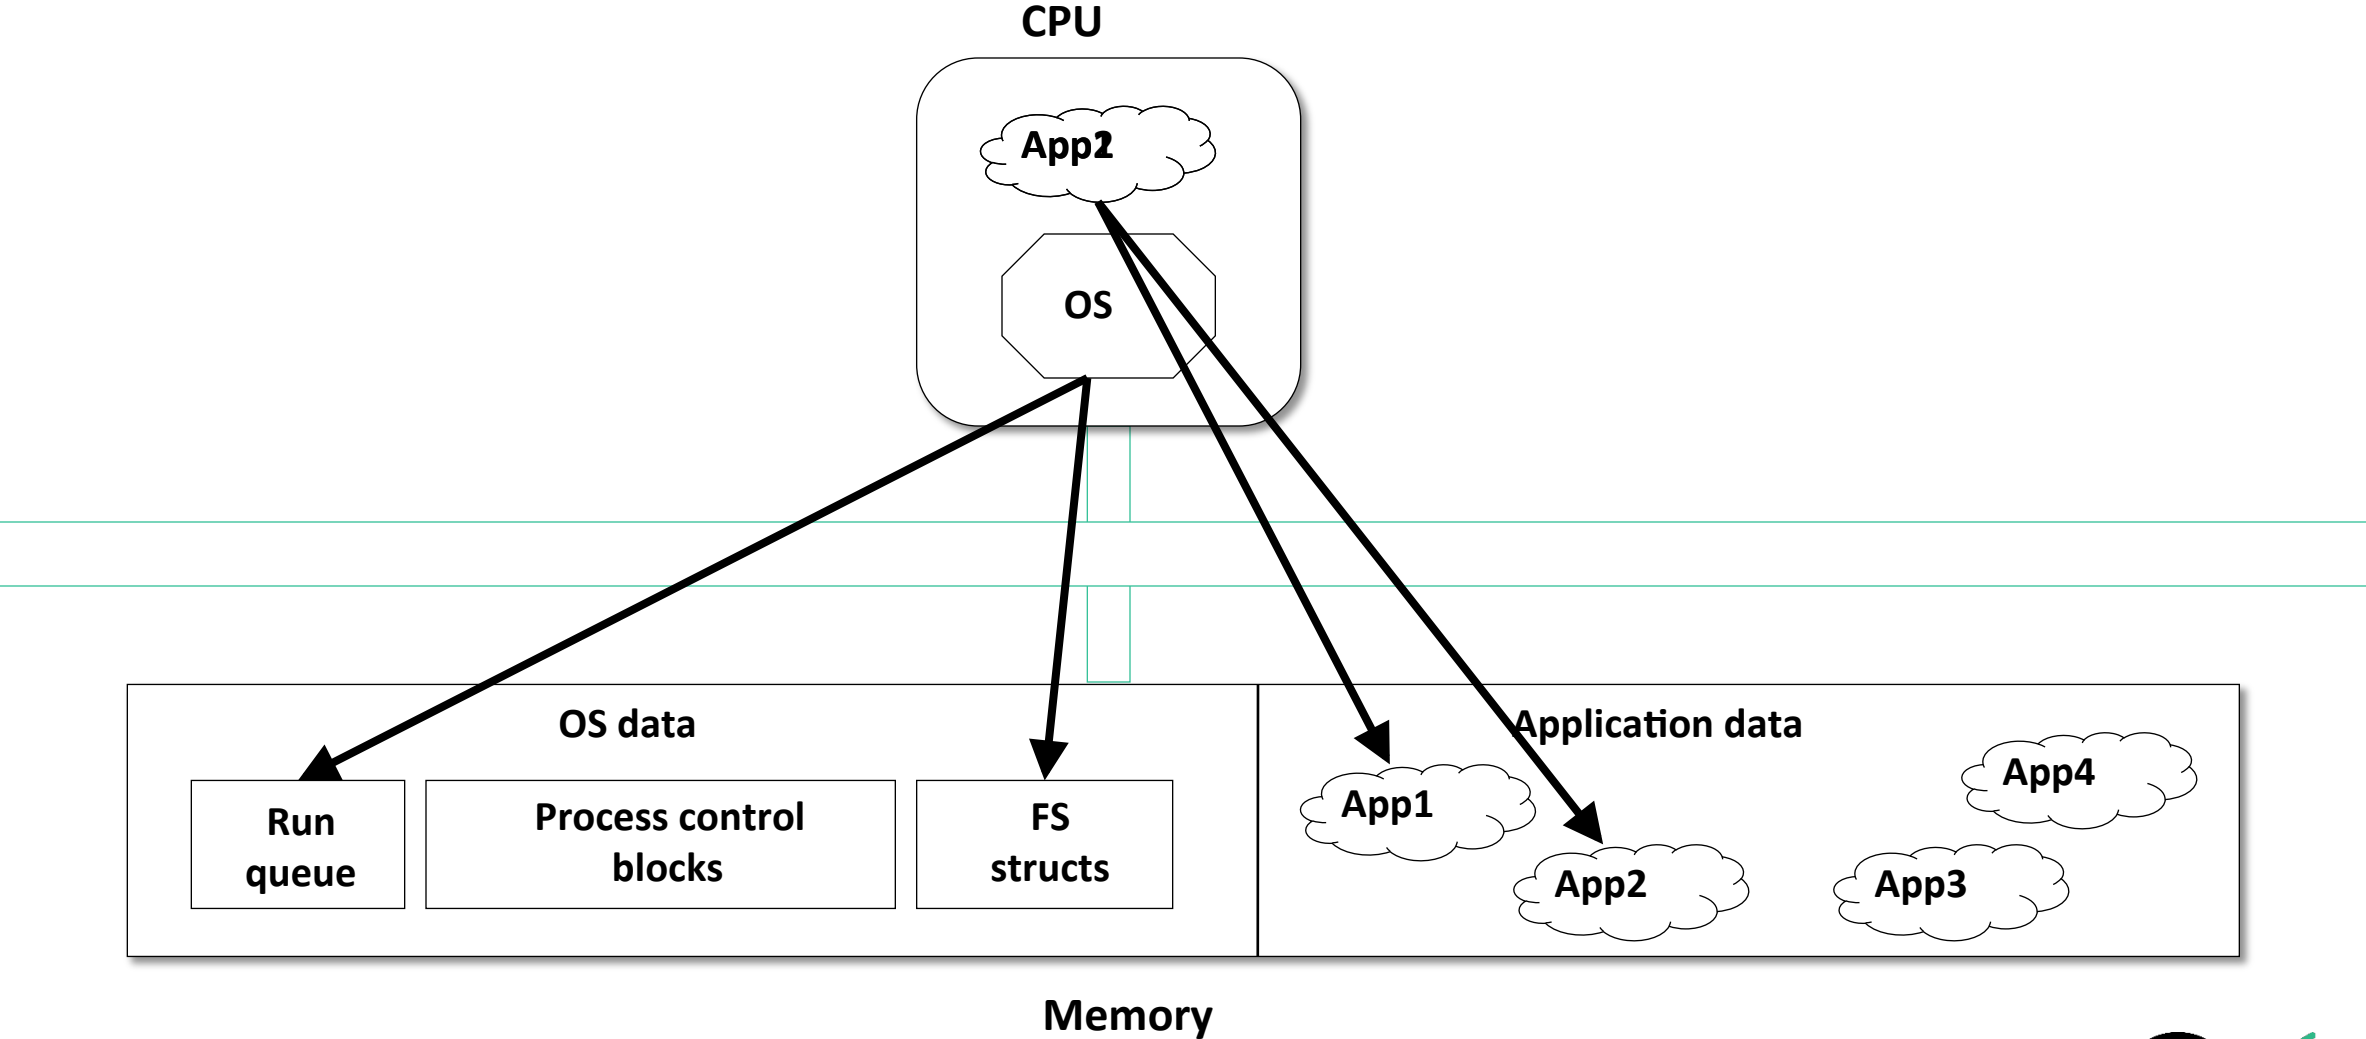 CPU
App2
OS
OS data
Application data
Run
queue
Process control
blocks
FS
structs
App1
App2
App3
App4
Memory